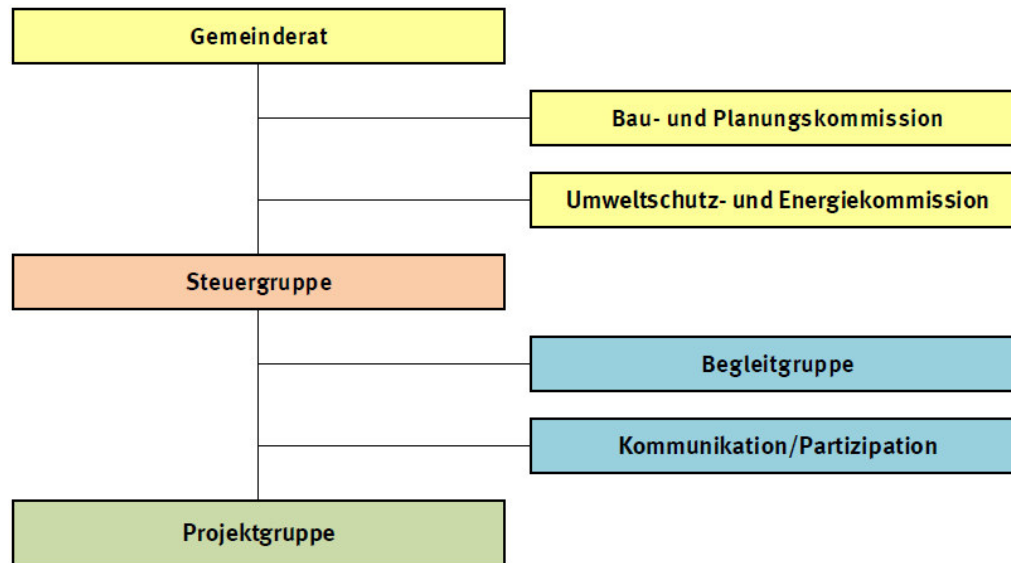 Gemeinderat
Bau- und Planungskommission
Umweltschutz- und Energiekommission
Steuergruppe
Begleitgruppe
Kommunikation/Partizipation
Projektgruppe